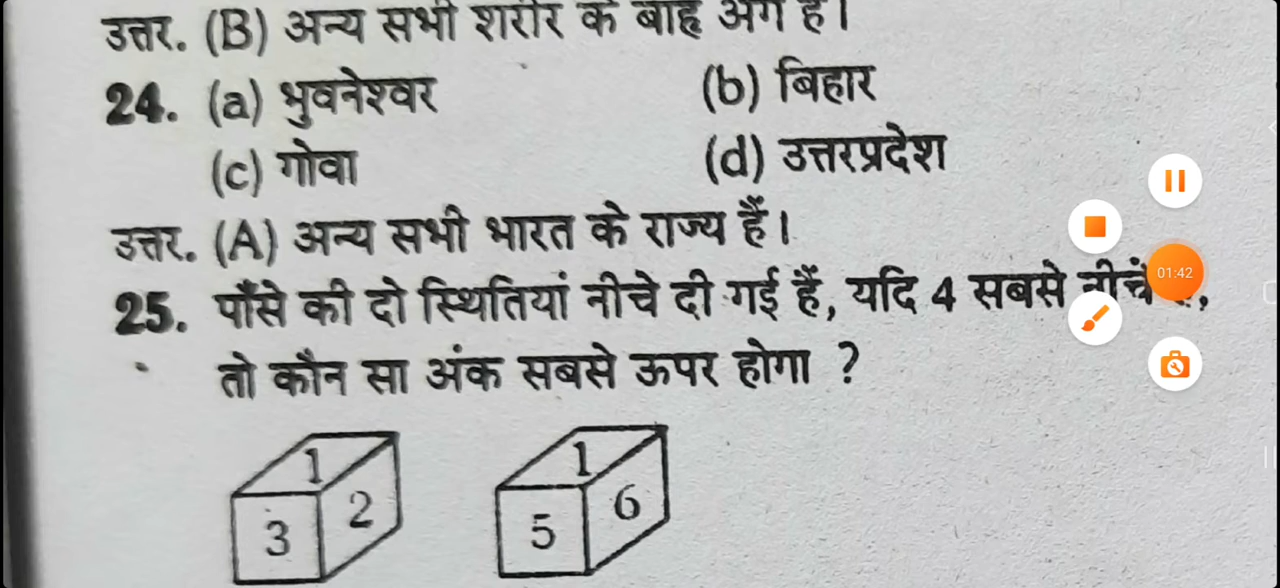 उत्तर. (B) अन्य सभी शरीर के बाह्य अंग हैं।
24. (a) भुवनेश्वर (b) बिहार
(c) गोवा (d) उत्तरप्रदेश
उत्तर. (A) अन्य सभी भारत के राज्य हैं।
25. पाँसे की दो स्थितियां नीचे दी गई हैं, यदि 4 सबसे नीचे
01:42
तो कौन सा अंक सबसे ऊपर होगा ?
1 1
3 2 5 6